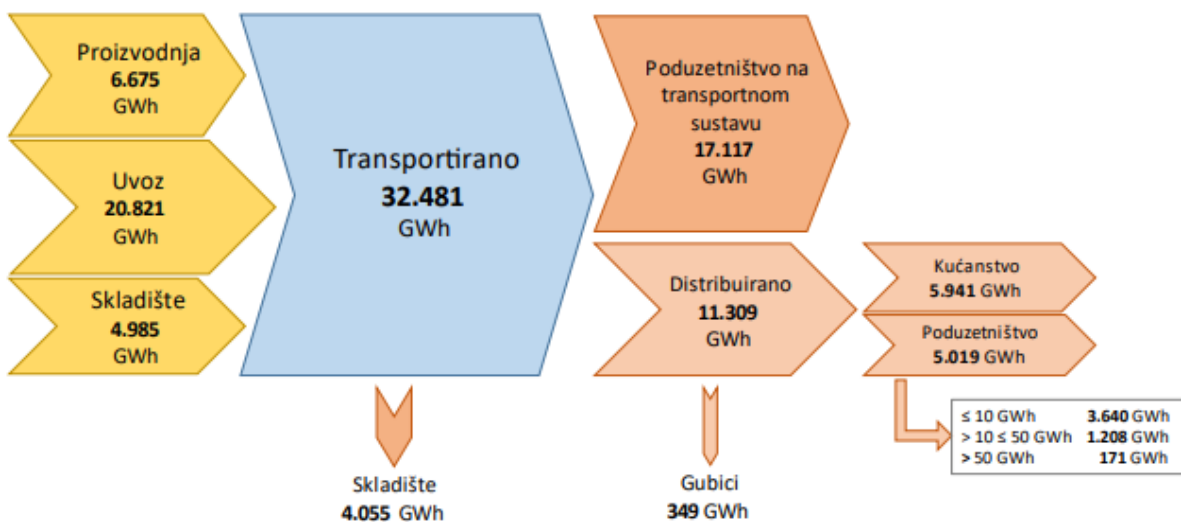 Proizvodnja
6.675
GWh
Uvoz
20.821
GWh
Skladište
4.985
GWh
Transportirano
32.481
GWh
Skladište
4.055 GWh
Poduzetništvo na
transportnom
sustavu
17.117
GWh
Distribuirano
11.309
GWh
Gubici
349 GWh
Kućanstvo
5.941 GWh
Poduzetništvo
5.019 GWh
≤ 10 GWh 3.640 GWh
> 10 ≤ 50 GWh 1.208 GWh
> 50 GWh 171 GWh